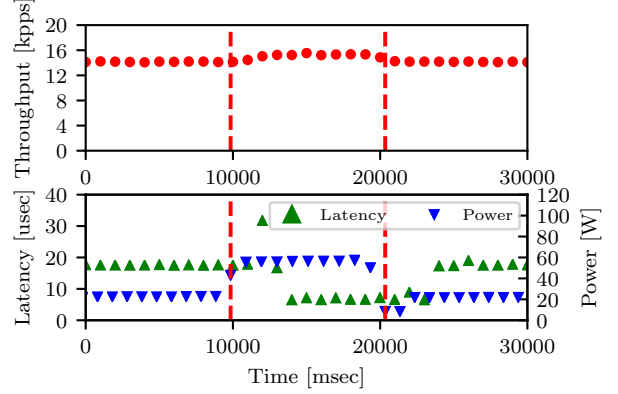 Throughput [kpps]
20
16
12
8
4
0
0 10000 20000 30000
Latency [usec]
40
30
20
10
0
Latency Power
120
100
80
60
40
20
0
Power [W]
0 10000 20000 30000
Time [msec]